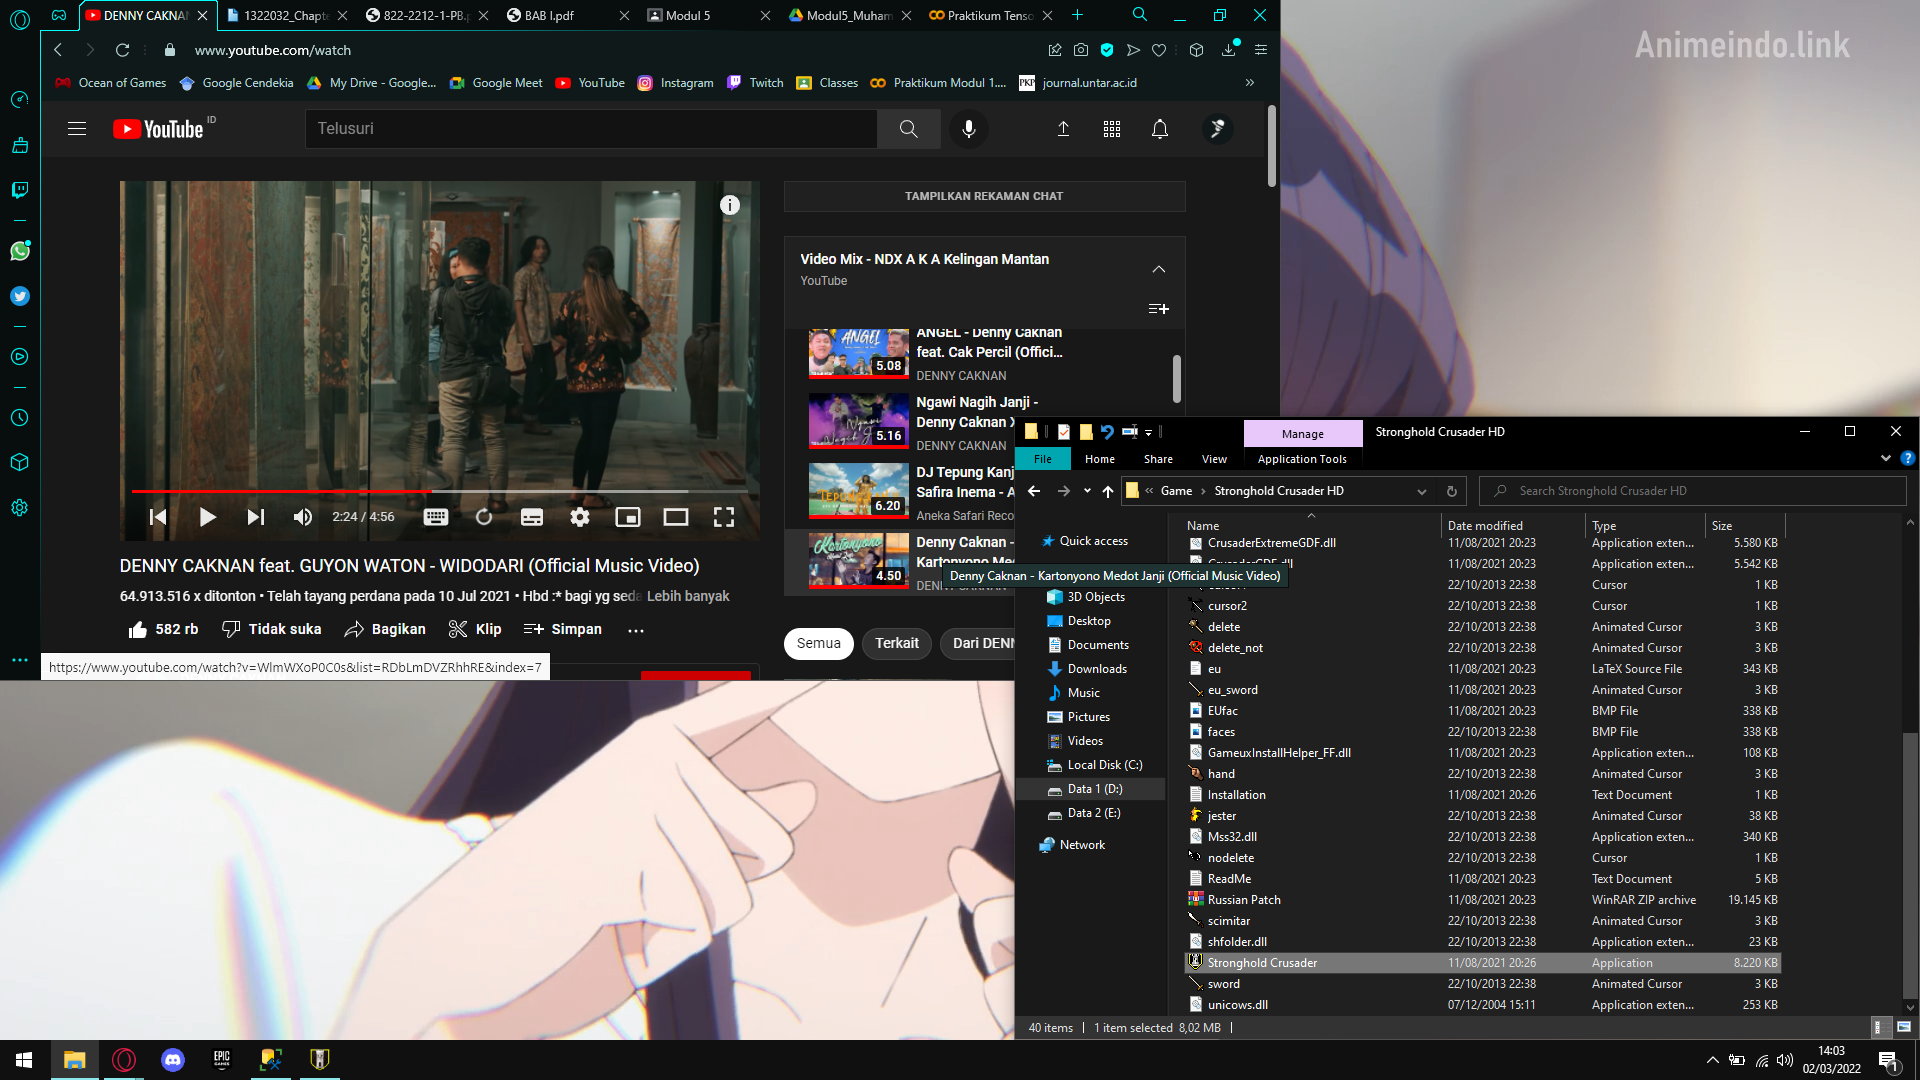 DENNY CAKNAN
1322032_Chapte
822-2212-1-PB.p
BAB I.pdf
Modul 5
Modul5_Muham
Praktikum Tenso
www.youtube.com/watch
Ocean of Games
Google Cendekia
My Drive - Google...
Google Meet
YouTube
Instagram
Twitch
Classes
Praktikum Modul 1....
PKP journal.untar.ac.id
»
YouTube ID
Telusuri
TAMPILKAN REKAMAN CHAT
Video Mix - NDX A K A Kelingan Mantan
YouTube
ANGEL
5.08
ANGEL - Denny Caknan
feat. Cak Percil (Offici...
DENNY CAKNAN
5.16
Ngawi Nagih Janji -
Denny Caknan X
DENNY CAKNAN
6.20
DJ Tepung Kanj
Safira Inema - A
Aneka Safari Reco
Kartonyono
4.50
Denny Caknan -
Kartonyono Me
DENN
Denny Caknan - Kartonyono Medot Janji (Official Music Video)
2:24 / 4:56
DENNY CAKNAN feat. GUYON WATON - WIDODARI (Official Music Video)
64.913.516 x ditonton • Telah tayang perdana pada 10 Jul 2021 • Hbd :* bagi yg seda Lebih banyak
582 rb
Tidak suka
Bagikan
Klip
Simpan
Semua
Terkait
Dari DENN
https://www.youtube.com/watch?v=WlmWXoP0C0s&list=RDbLmDVZRhhRE&index=7
Animeindo.link
Manage
Stronghold Crusader HD
File
Home
Share
View
Application Tools
« Game › Stronghold Crusader HD
Search Stronghold Crusader HD
Quick access
3D Objects
Desktop
Documents
Downloads
Music
Pictures
Videos
Local Disk (C:)
Data 1 (D:)
Data 2 (E:)
Network
Name Date modified Type Size
CrusaderExtremeGDF.dll 11/08/2021 20:23 Application exten... 5.580 KB
CrusaderGDF.dll 11/08/2021 20:23 Application exten... 5.542 KB
22/10/2013 22:38 Cursor 1 KB
cursor2 22/10/2013 22:38 Cursor 1 KB
delete 22/10/2013 22:38 Animated Cursor 3 KB
delete_not 22/10/2013 22:38 Animated Cursor 3 KB
eu 11/08/2021 20:23 LaTeX Source File 343 KB
eu_sword 11/08/2021 20:23 Animated Cursor 3 KB
EUfac 11/08/2021 20:23 BMP File 338 KB
faces 22/10/2013 22:38 BMP File 338 KB
GameuxInstallHelper_FF.dll 11/08/2021 20:23 Application exten... 108 KB
hand 22/10/2013 22:38 Animated Cursor 3 KB
Installation 11/08/2021 20:26 Text Document 1 KB
jester 22/10/2013 22:38 Animated Cursor 38 KB
Mss32.dll 22/10/2013 22:38 Application exten... 340 KB
nodelete 22/10/2013 22:38 Cursor 1 KB
ReadMe 11/08/2021 20:23 Text Document 5 KB
Russian Patch 11/08/2021 20:23 WinRAR ZIP archive 19.145 KB
scimitar 22/10/2013 22:38 Animated Cursor 3 KB
shfolder.dll 22/10/2013 22:38 Application exten... 23 KB
Stronghold Crusader 11/08/2021 20:26 Application 8.220 KB
sword 22/10/2013 22:38 Animated Cursor 3 KB
unicows.dll 07/12/2004 15:11 Application exten... 253 KB
40 items
1 item selected 8,02 MB
EPIC GAMES
14:03
02/03/2022
1